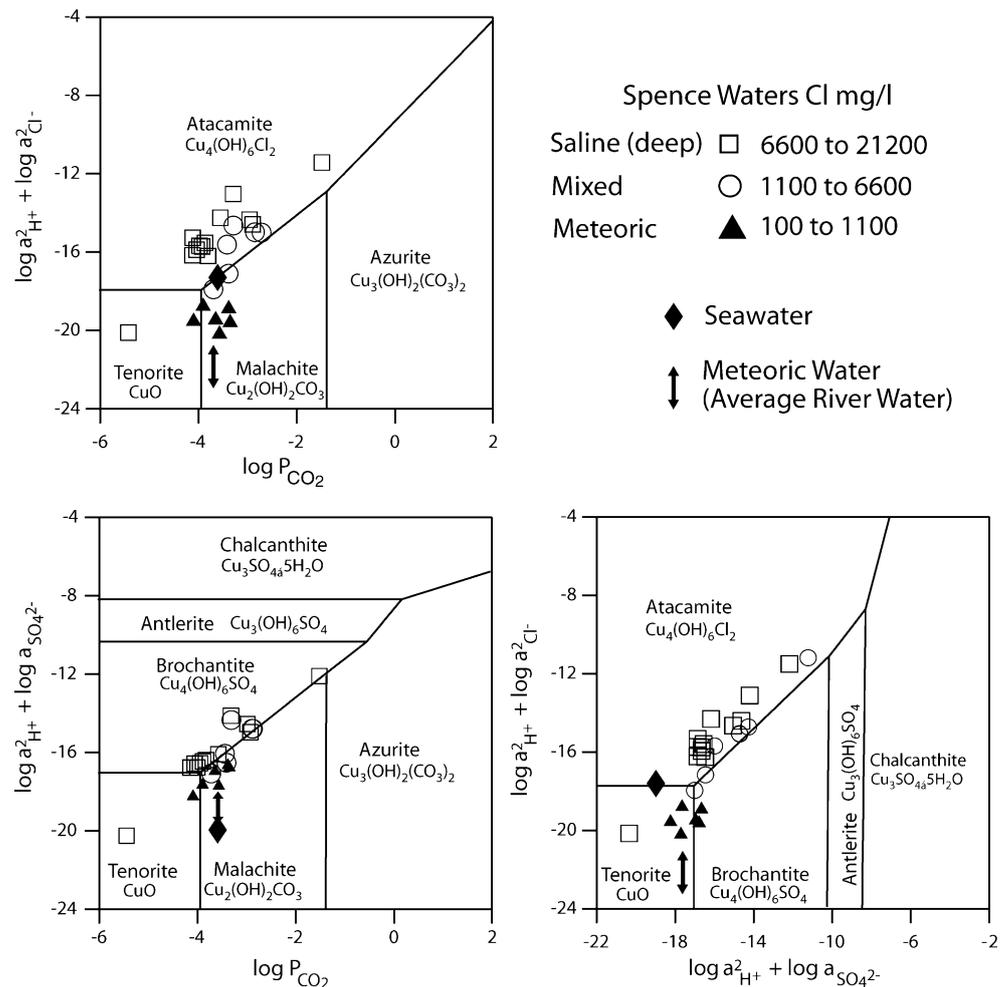 -4
-8
-12
-16
-20
-24
log a²H⁺ + log a²Cl⁻
Atacamite
Cu₄(OH)₆Cl₂
Azurite
Cu₃(OH)₂(CO₃)₂
Tenorite
CuO
Malachite
Cu₂(OH)₂CO₃
-6 -4 -2 0 2
log P CO₂
Spence Waters Cl mg/l
Saline (deep) 6600 to 21200
Mixed 1100 to 6600
Meteoric 100 to 1100
Seawater
Meteoric Water
(Average River Water)
-4
-8
-12
-16
-20
-24
log a²H⁺ + log aSO₄²⁻
Chalcanthite
Cu₃SO₄á5H₂O
Antlerite Cu₃(OH)₆SO₄
Brochantite
Cu₄(OH)₆SO₄
Azurite
Cu₃(OH)₂(CO₃)₂
Tenorite
CuO
Malachite
Cu₂(OH)₂CO₃
-6 -4 -2 0 2
log P CO₂
-4
-8
-12
-16
-20
-24
log a²H⁺ + log a²Cl⁻
Atacamite
Cu₄(OH)₆Cl₂
Antlerite Cu₃(OH)₆SO₄
Chalcanthite
Cu₃SO₄á5H₂O
Tenorite
CuO
Brochantite
Cu₄(OH)₆SO₄
-22 -18 -14 -10 -6 -2
log a²H⁺ + log aSO₄²⁻